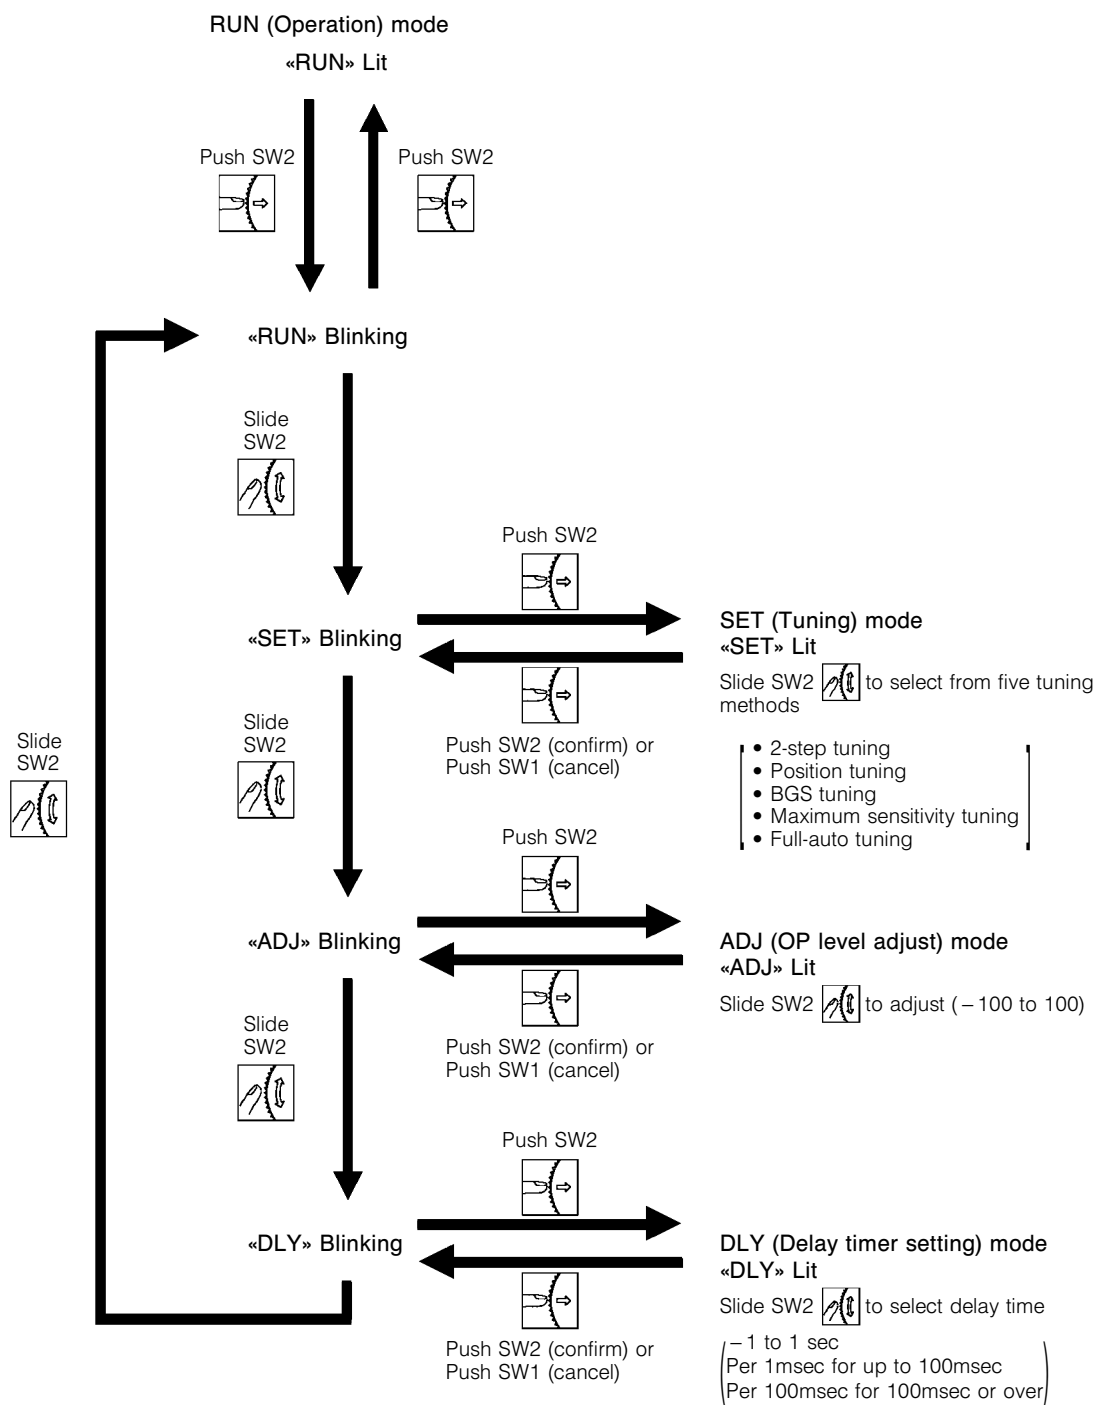 RUN (Operation) mode
«RUN» Lit
Push SW2
Push SW2
«RUN» Blinking
Slide
SW2
Push SW2
«SET» Blinking
SET (Tuning) mode
«SET» Lit
Slide SW2 to select from five tuning
methods
Push SW2 (confirm) or
Push SW1 (cancel)
• 2-step tuning
• Position tuning
• BGS tuning
• Maximum sensitivity tuning
• Full-auto tuning
Slide
SW2
Slide
SW2
Push SW2
«ADJ» Blinking
ADJ (OP level adjust) mode
«ADJ» Lit
Slide SW2 to adjust (−100 to 100)
Push SW2 (confirm) or
Push SW1 (cancel)
Slide
SW2
Push SW2
«DLY» Blinking
DLY (Delay timer setting) mode
«DLY» Lit
Slide SW2 to select delay time
Push SW2 (confirm) or
Push SW1 (cancel)
−1 to 1 sec
Per 1msec for up to 100msec
Per 100msec for 100msec or over